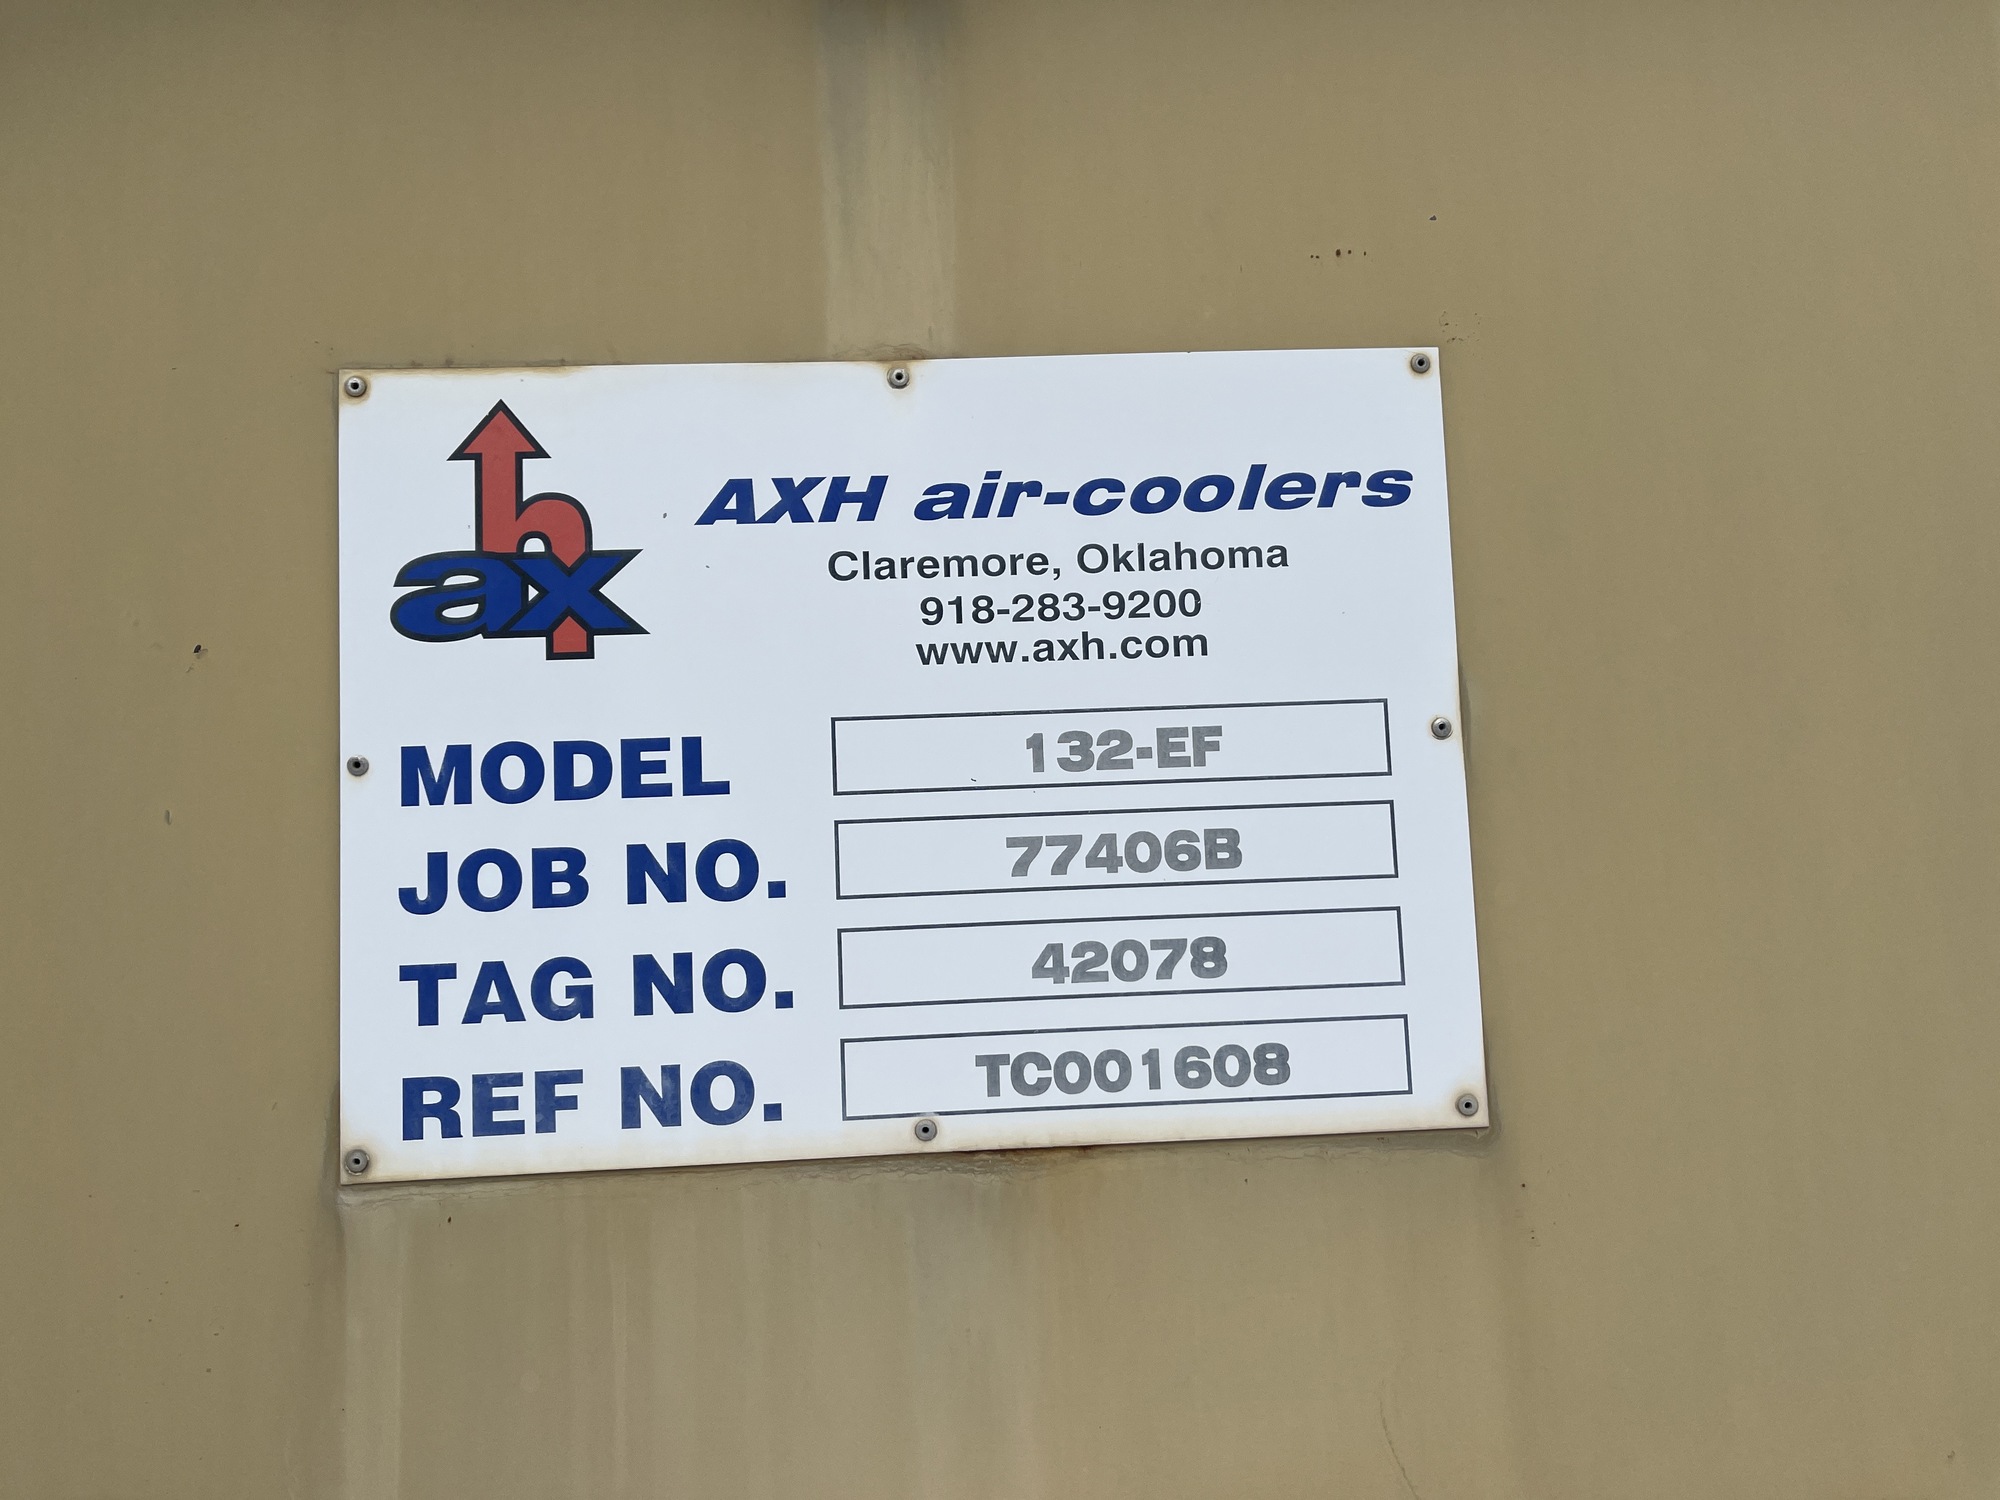 hax
AXH air-coolers
Claremore, Oklahoma
918-283-9200
www.axh.com
MODEL 132-EF
JOB NO. 77406B
TAG NO. 42078
REF NO. TC001608